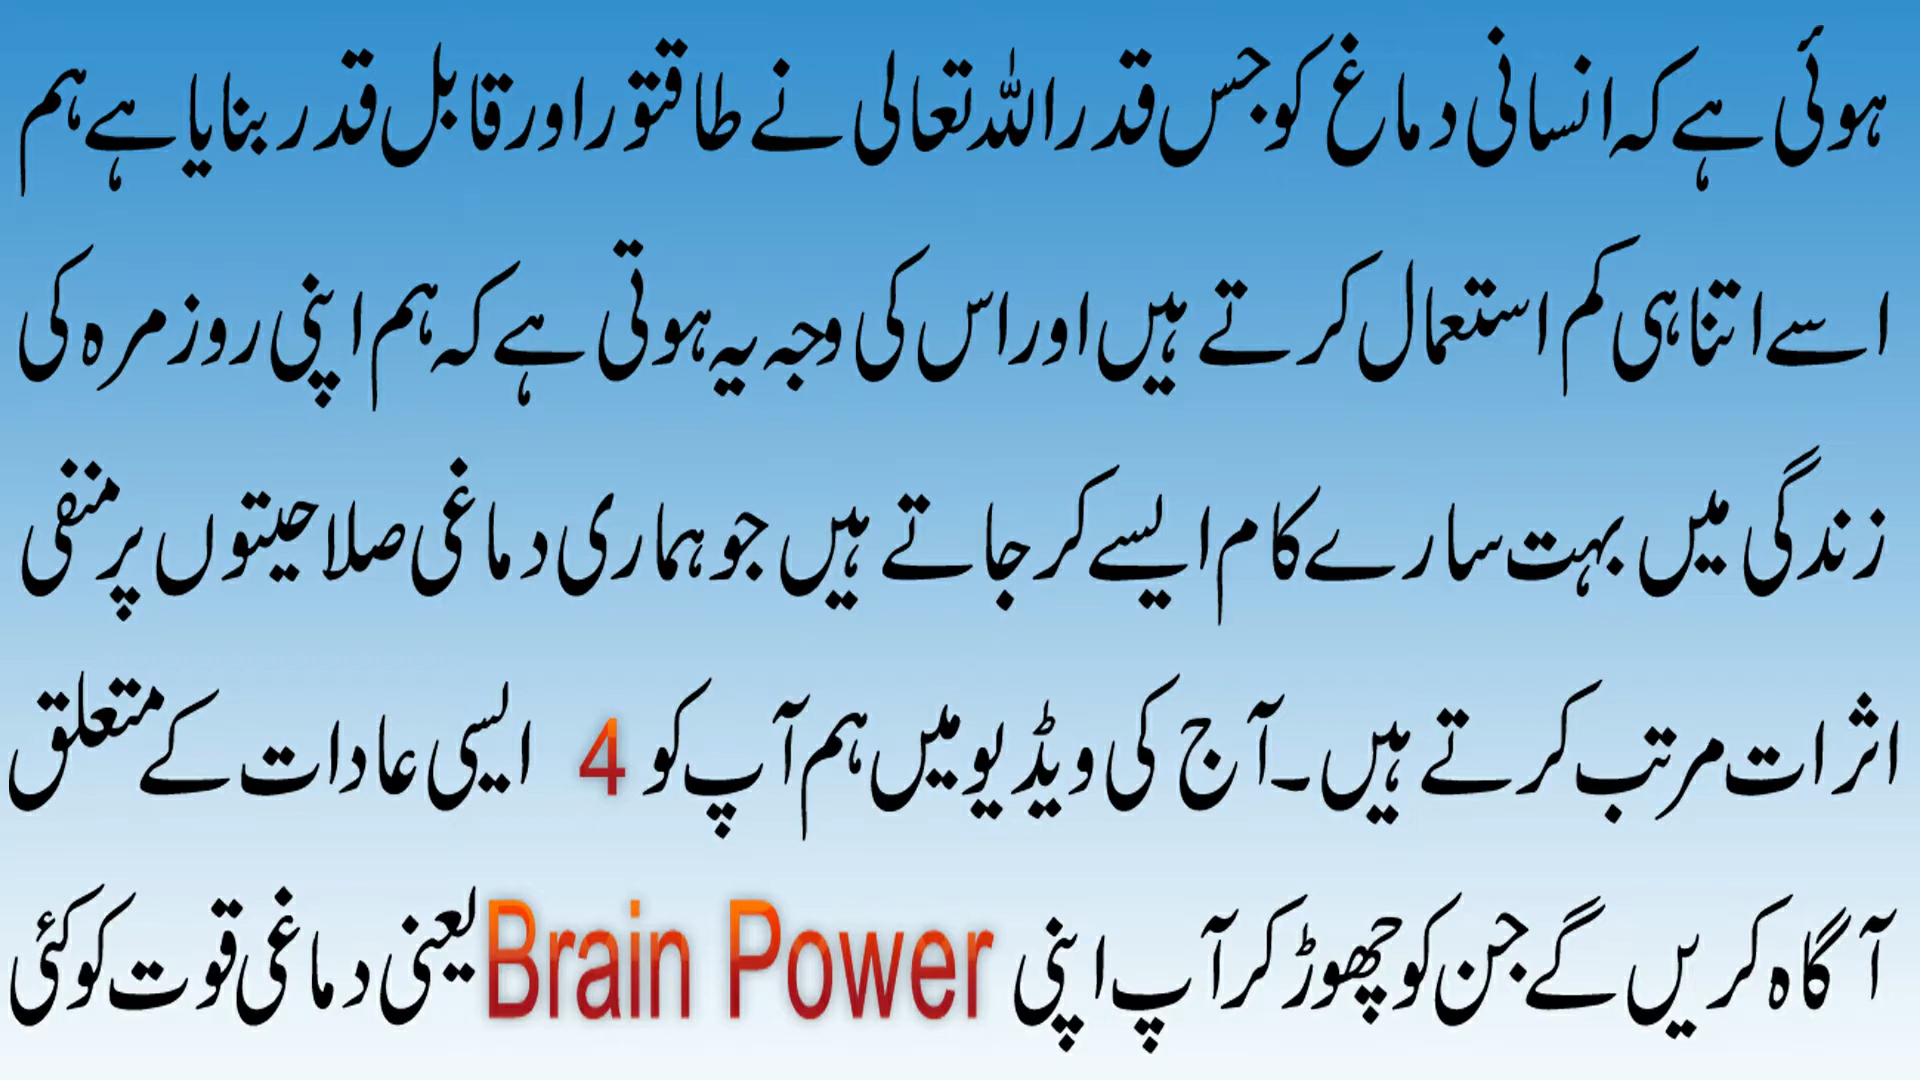 ہوئی ہے کہ انسانی دماغ کو جس قدر اللہ تعالی نے طاقتور اور قابل قدر بنایا ہے ہم
اسے اتنا ہی کم استعمال کرتے ہیں اور اس کی وجہ یہ ہوتی ہے کہ ہم اپنی روز مرہ کی
زندگی میں بہت سارے کام ایسے کر جاتے ہیں جو ہماری دماغی صلاحیتوں پر منفی
اثرات مرتب کرتے ہیں۔ آج کی ویڈیو میں ہم آپ کو 4 ایسی عادات کے متعلق
آگاہ کریں گے جن کو چھوڑ کر آپ اپنی Brain Power یعنی دماغی قوت کو کئی